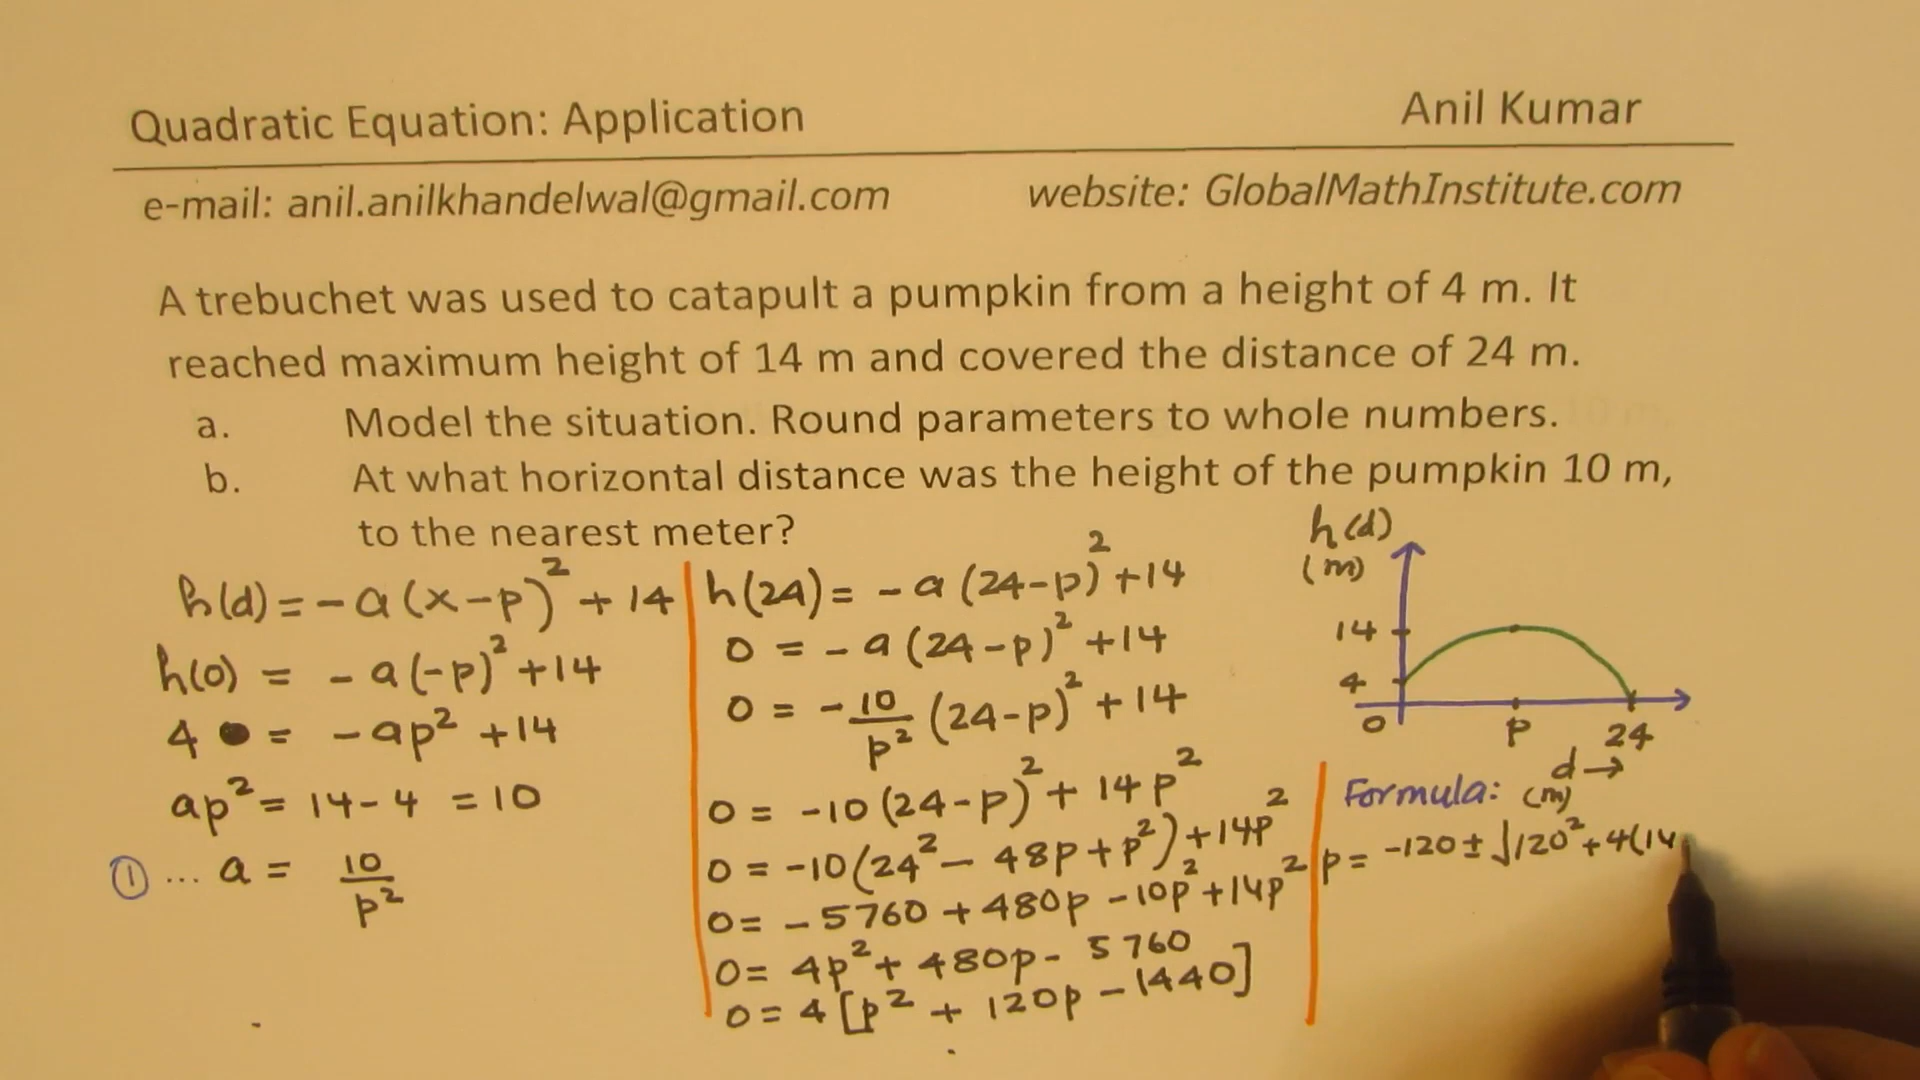 Quadratic Equation: Application
Anil Kumar
e-mail: anil.anilkhandelwal@gmail.com
website: GlobalMathInstitute.com
A trebuchet was used to catapult a pumpkin from a height of 4 m. It
reached maximum height of 14 m and covered the distance of 24 m.
a. Model the situation. Round parameters to whole numbers.
b. At what horizontal distance was the height of the pumpkin 10 m,
to the nearest meter?
h(d) = -a(x-p)² + 14
h(0) = -a(-p)² + 14
4 = -ap² + 14
ap² = 14 - 4 = 10
① ... a = 10/p²
h(24) = -a(24-p)² + 14
0 = -a(24-p)² + 14
0 = -10/p² (24-p)² + 14
0 = -10(24-p)² + 14p²
0 = -10(24² - 48p + p²) + 14p²
0 = -5760 + 480p - 10p² + 14p²
0 = 4p² + 480p - 5760
0 = 4[p² + 120p - 1440]
h(d)
(m)
14
4
0
p
24
d →
(m)
Formula:
p = -120 ± √120² + 4(14